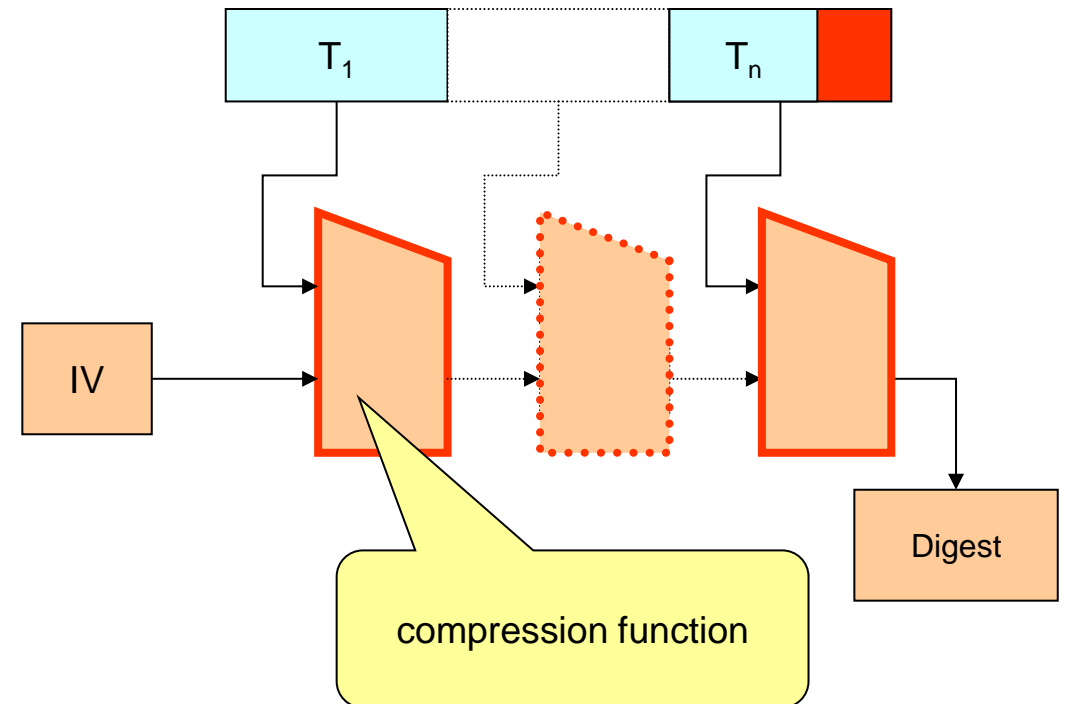 T₁
Tₙ
IV
Digest
compression function